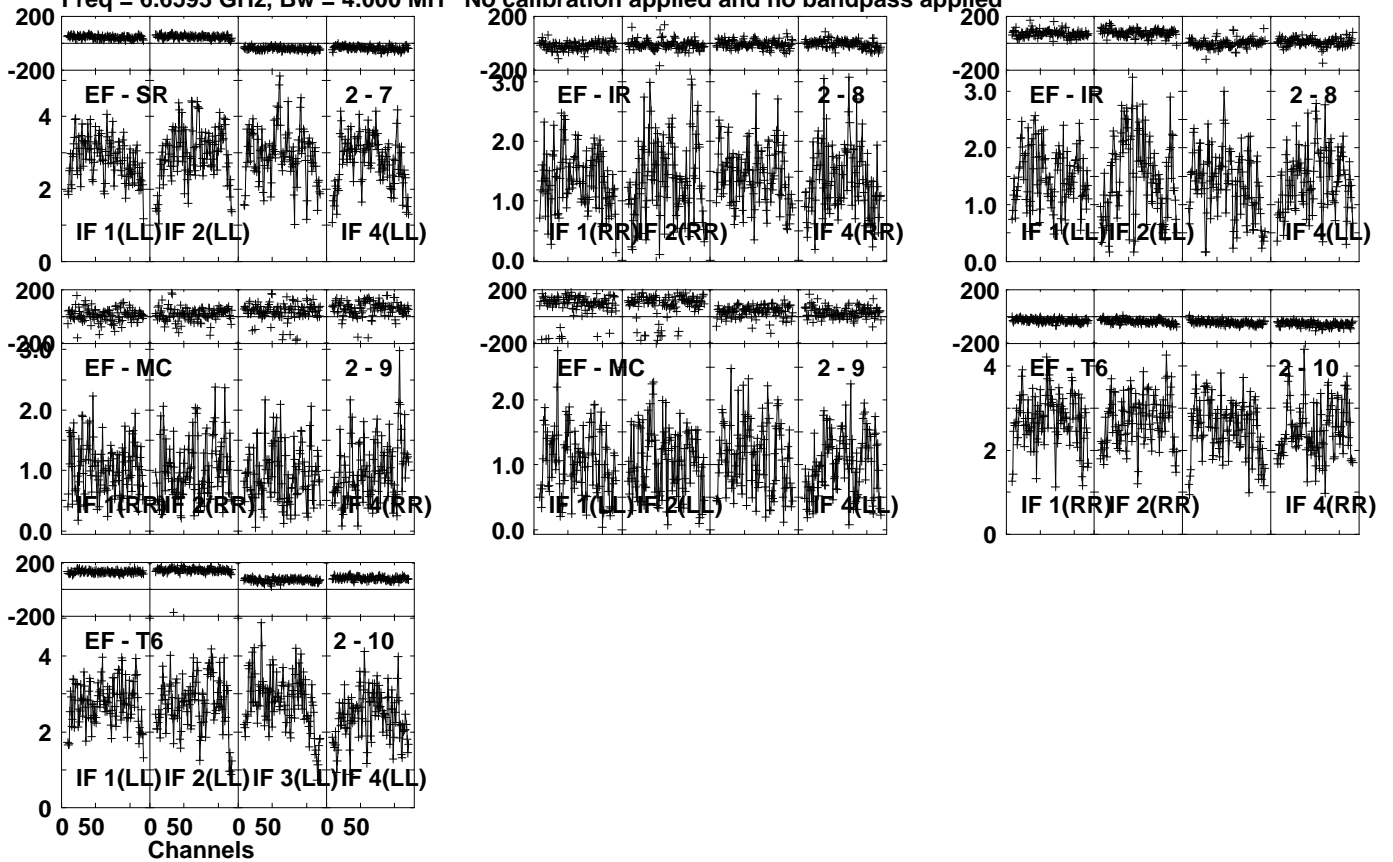 Freq = 6.6593 GHz, Bw = 4.000 MH No calibration applied and no bandpass applied
200
-200
EF - SR 2 - 7
4
2
0
IF 1(LL) IF 2(LL) IF 4(LL)
200
-200
3.0
EF - IR 2 - 8
2.0
1.0
0.0
IF 1(RR) IF 2(RR) IF 4(RR)
200
-200
3.0
EF - IR 2 - 8
2.0
1.0
0.0
IF 1(LL) IF 2(LL) IF 4(LL)
200
-200
3.0
EF - MC 2 - 9
2.0
1.0
0.0
IF 1(RR) IF 2(RR) IF 4(RR)
200
-200
EF - MC 2 - 9
2.0
1.0
0.0
IF 1(LL) IF 2(LL) IF 4(LL)
200
-200
EF - T6 2 - 10
4
2
0
IF 1(RR) IF 2(RR) IF 4(RR)
200
-200
EF - T6 2 - 10
4
2
0
IF 1(LL) IF 2(LL) IF 3(LL) IF 4(LL)
0 50 0 50 0 50 0 50
Channels